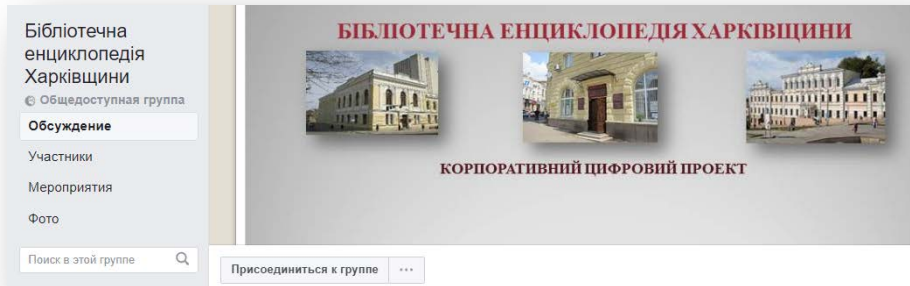 Бібліотечна
енциклопедія
Харківщини
Общедоступная группа
Обсуждение
Участники
Мероприятия
Фото
Поиск в этой группе
БІБЛІОТЕЧНА ЕНЦИКЛОПЕДІЯ ХАРКІВЩИНИ
КОРПОРАТИВНИЙ ЦИФРОВИЙ ПРОЕКТ
Присоединиться к группе